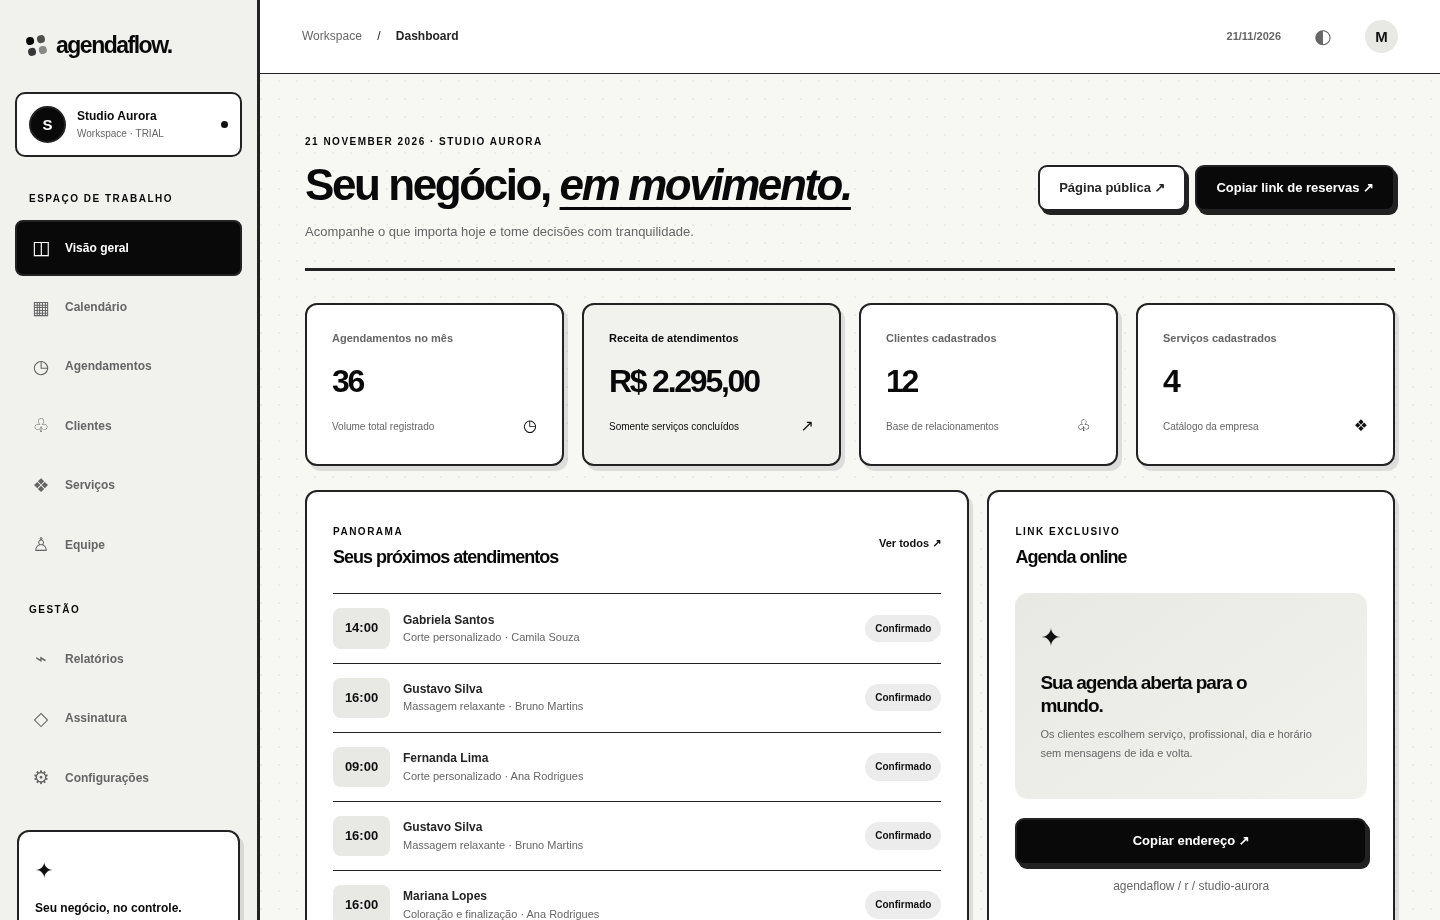 agendaflow.
S
Studio Aurora
Workspace · TRIAL
ESPAÇO DE TRABALHO
Visão geral
Calendário
Agendamentos
Clientes
Serviços
Equipe
GESTÃO
Relatórios
Assinatura
Configurações
Seu negócio, no controle.
Workspace / Dashboard
21/11/2026
M
21 NOVEMBER 2026 · STUDIO AURORA
Seu negócio, em movimento.
Acompanhe o que importa hoje e tome decisões com tranquilidade.
Página pública ↗
Copiar link de reservas ↗
Agendamentos no mês
36
Volume total registrado
Receita de atendimentos
R$ 2.295,00
Somente serviços concluídos ↗
Clientes cadastrados
12
Base de relacionamentos
Serviços cadastrados
4
Catálogo da empresa
PANORAMA
Seus próximos atendimentos
Ver todos ↗
14:00
Gabriela Santos
Corte personalizado · Camila Souza
Confirmado
16:00
Gustavo Silva
Massagem relaxante · Bruno Martins
Confirmado
09:00
Fernanda Lima
Corte personalizado · Ana Rodrigues
Confirmado
16:00
Gustavo Silva
Massagem relaxante · Bruno Martins
Confirmado
16:00
Mariana Lopes
Coloração e finalização · Ana Rodrigues
Confirmado
LINK EXCLUSIVO
Agenda online
Sua agenda aberta para o
mundo.
Os clientes escolhem serviço, profissional, dia e horário
sem mensagens de ida e volta.
Copiar endereço ↗
agendaflow / r / studio-aurora